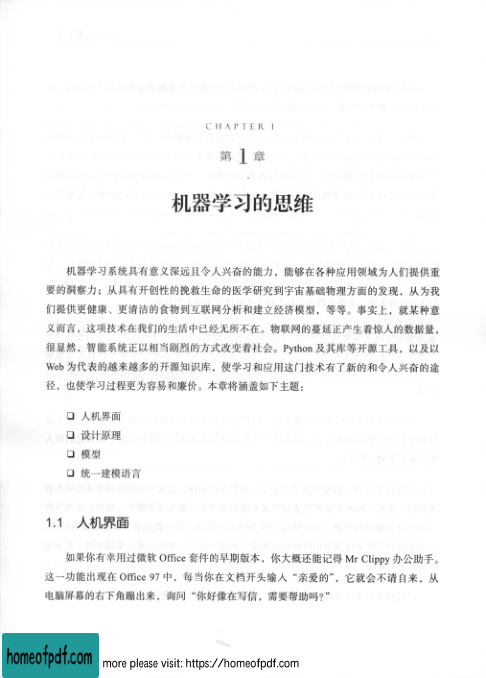 CHAPTER 1
第1章
机器学习的思维
机器学习系统具有意义深远且令人兴奋的能力，能够在各种应用领域为人们提供重
要的洞察力；从具有开创性的挽救生命的医学研究到宇宙基础物理方面的发现，从为我
们提供更健康、更清洁的食物到互联网分析和建立经济模型，等等。事实上，就某种意
义而言，这项技术在我们的生活中已经无所不在。物联网的蔓延正产生着惊人的数据量，
很显然，智能系统正以相当剧烈的方式改变着社会。Python 及其库等开源工具，以及以
Web 为代表的越来越多的开源知识库，使学习和应用这门技术有了新的和令人兴奋的途
径，也使学习过程更为容易和廉价。本章将涵盖如下主题：
❑ 人机界面
❑ 设计原理
❑ 模型
❑ 统一建模语言
1.1 人机界面
如果你有幸用过微软 Office 套件的早期版本，你大概还能记得 Mr Clippy 办公助手。
这一功能出现在 Office 97 中，每当你在文档开头输入“亲爱的”，它就会不请自来，从
电脑屏幕的右下角蹦出来，询问“你好像在写信，需要帮助吗？”
homeofpdf.com more please visit: https://homeofpdf.com